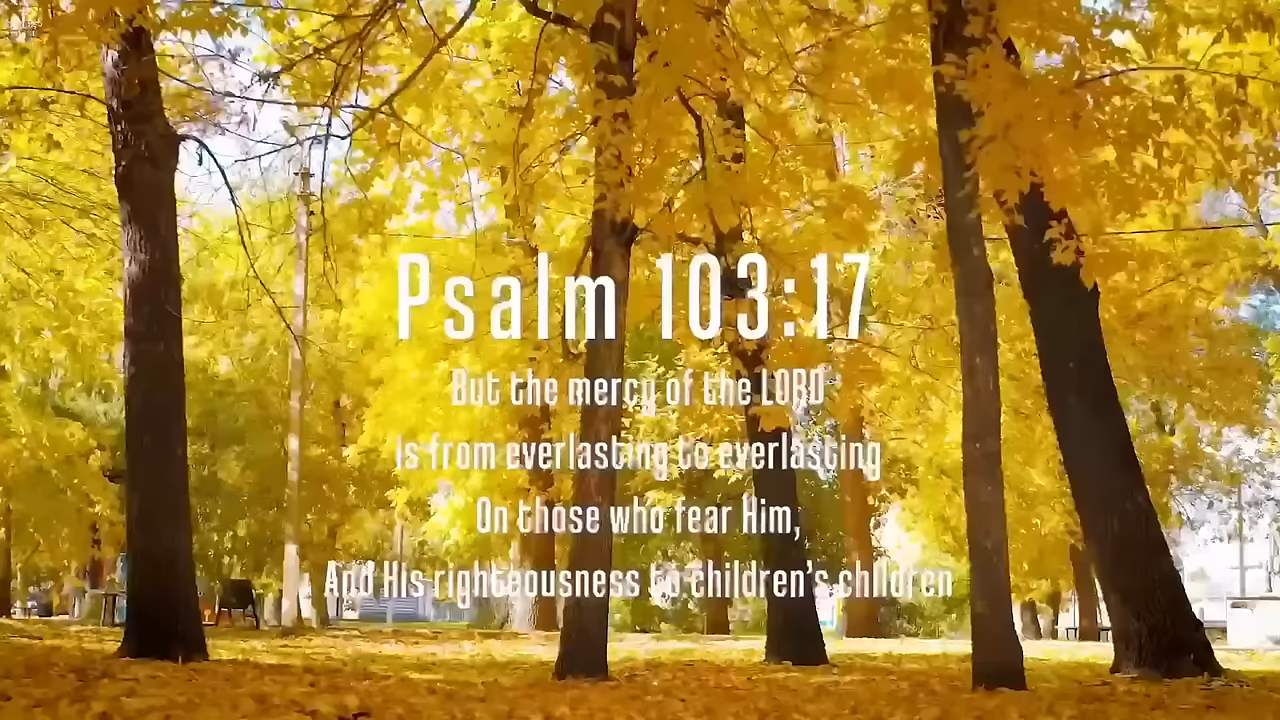 Psalm 103:17
But the mercy of the LORD
Is from everlasting to everlasting
On those who fear Him,
And His righteousness to children's children